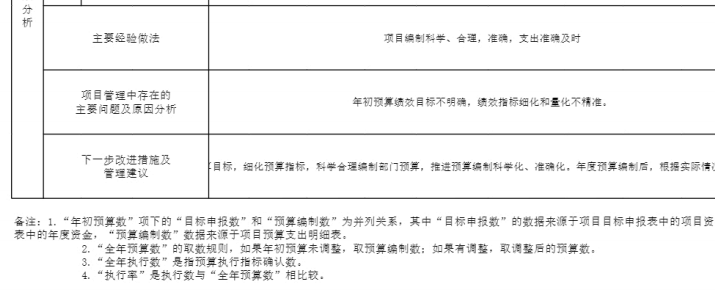 分
析
主要经验做法
项目编制科学、合理，准确，支出准确及时
项目管理中存在的
主要问题及原因分析
年初预算绩效目标不明确，绩效指标细化和量化不精准。
下一步改进措施及
管理建议
目标，细化预算指标，科学合理编制部门预算，推进预算编制科学化、准确化。年度预算编制后，根据实际情
备注：1.“年初预算数”项下的“目标申报数”和“预算编制数”为并列关系，其中“目标申报数”的数据来源于项目目标申报表中的项目资
表中的年度资金，“预算编制数”数据来源于项目预算支出明细表。
2.“全年预算数”的取数规则，如果年初预算未调整，取预算编制数；如果有调整，取调整后的预算数。
3.“全年执行数”是指预算执行指标确认数。
4.“执行率”是执行数与“全年预算数”相比较。